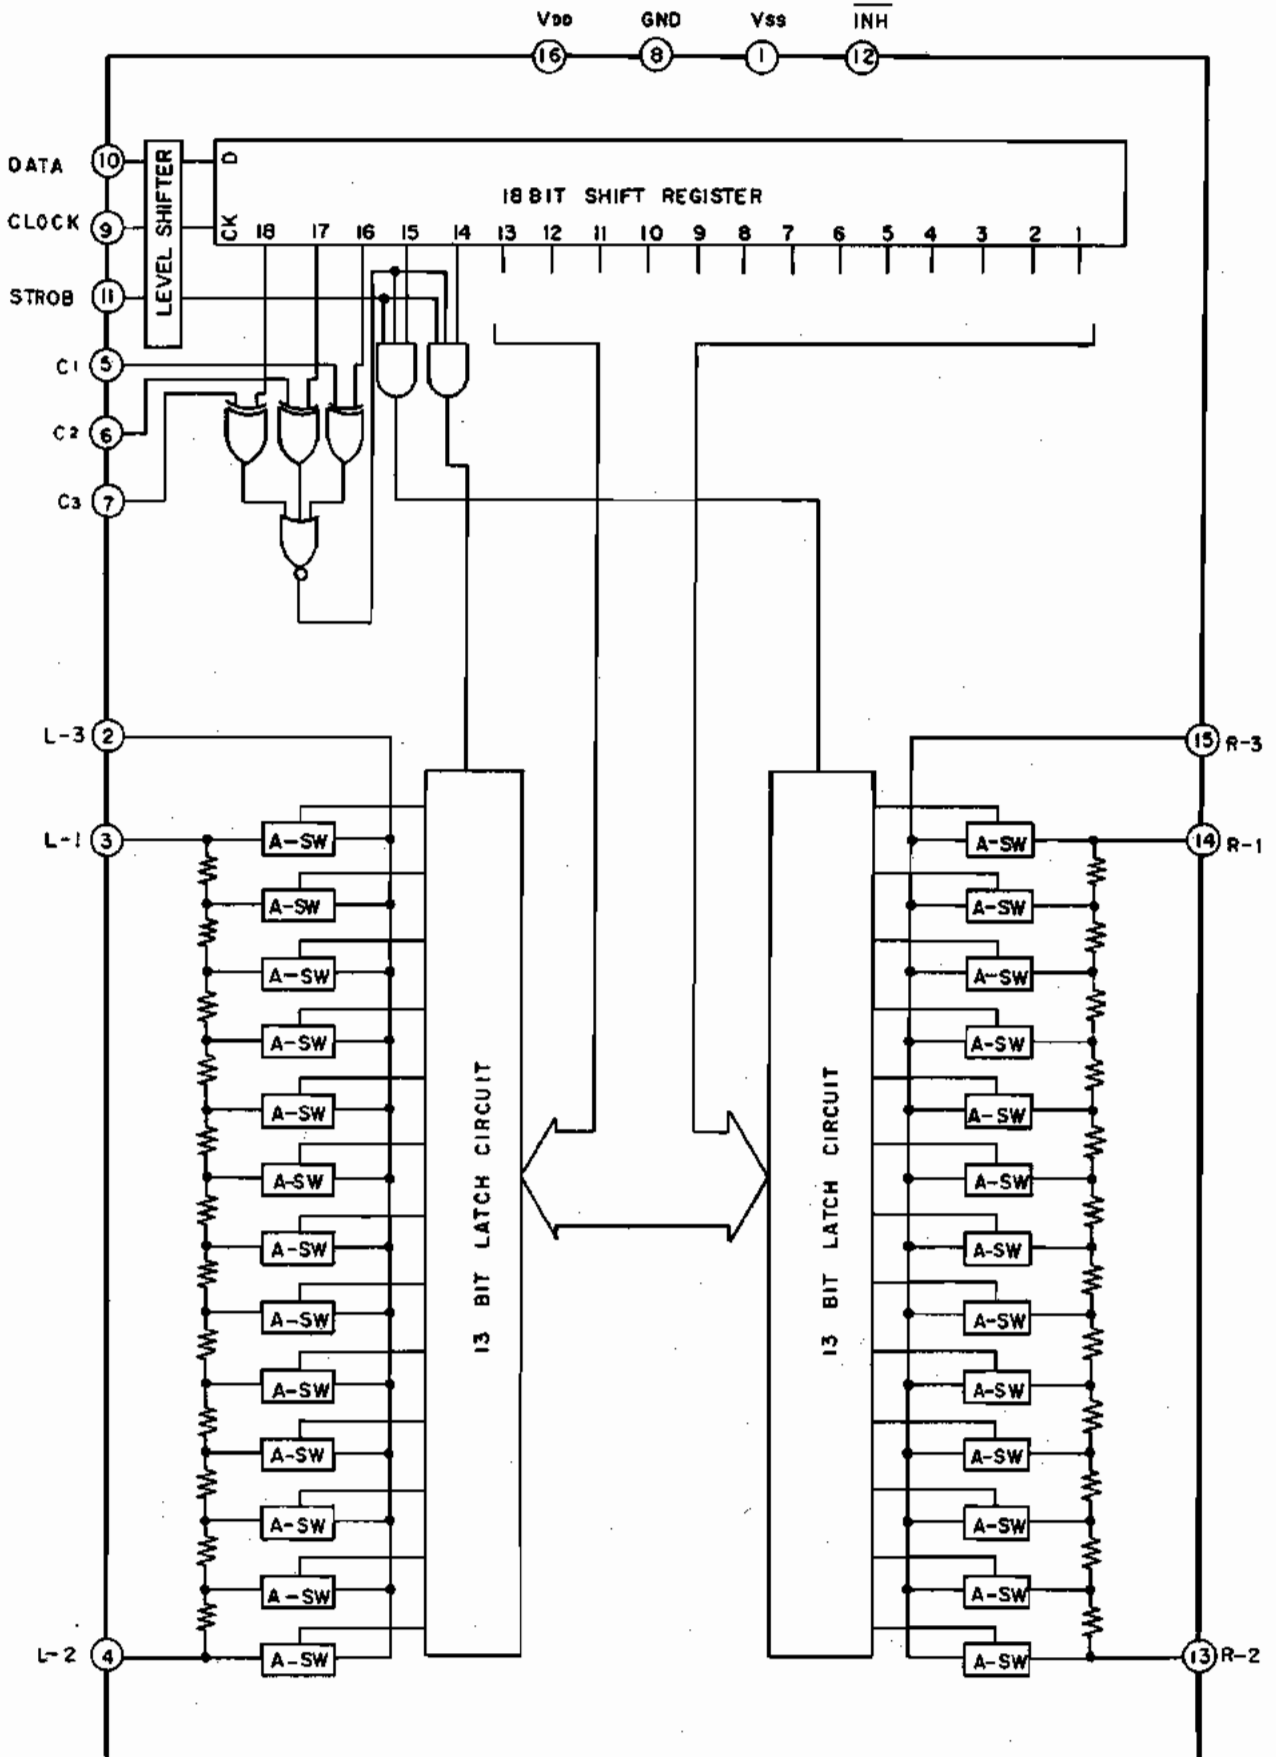 VDD GND VSS INH
16 8 1 12
DATA 10 D
18 BIT SHIFT REGISTER
CLOCK 9 CK 18 17 16 15 14 13 12 11 10 9 8 7 6 5 4 3 2 1
LEVEL SHIFTER
STROB 11
C1 5
C2 6
C3 7
L-3 2
15 R-3
L-1 3 A-SW
A-SW 14 R-1
A-SW A-SW
A-SW A-SW
A-SW A-SW
A-SW A-SW
A-SW A-SW
A-SW A-SW
A-SW A-SW
A-SW A-SW
A-SW A-SW
A-SW A-SW
A-SW A-SW
13 BIT LATCH CIRCUIT
13 BIT LATCH CIRCUIT
L-2 4 A-SW
A-SW 13 R-2